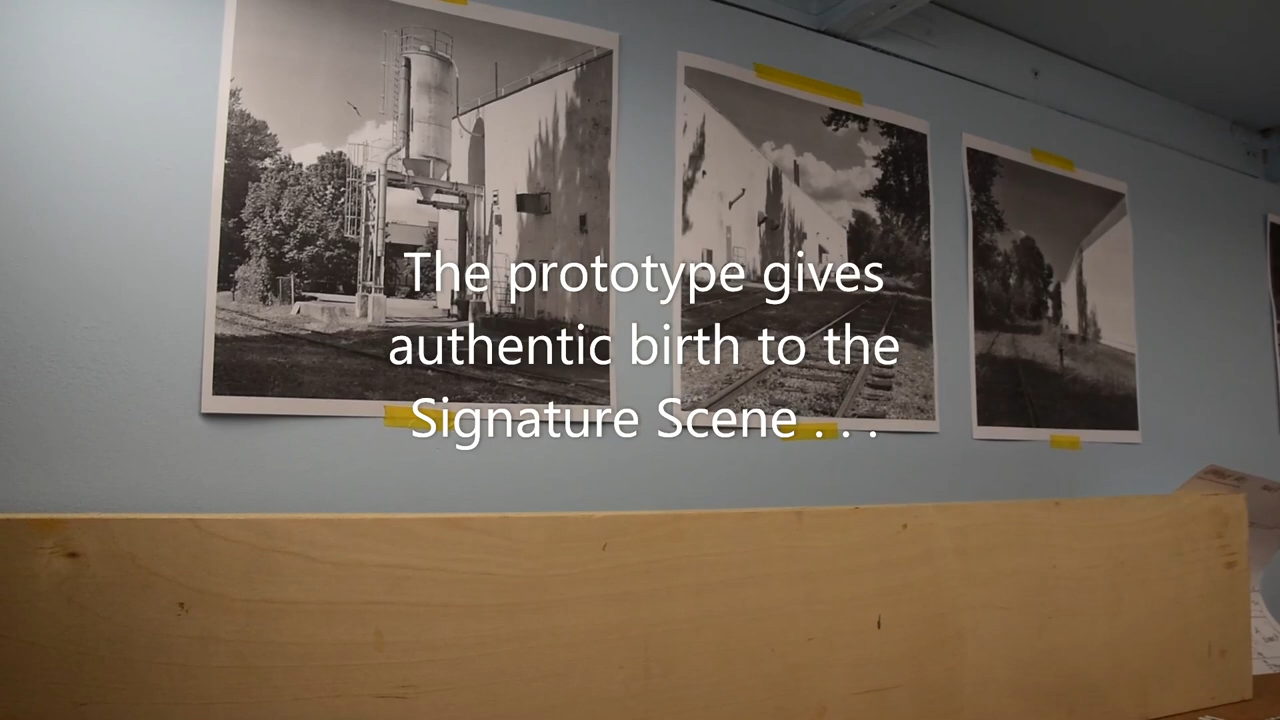 The prototype gives
authentic birth to the
Signature Scene . . .